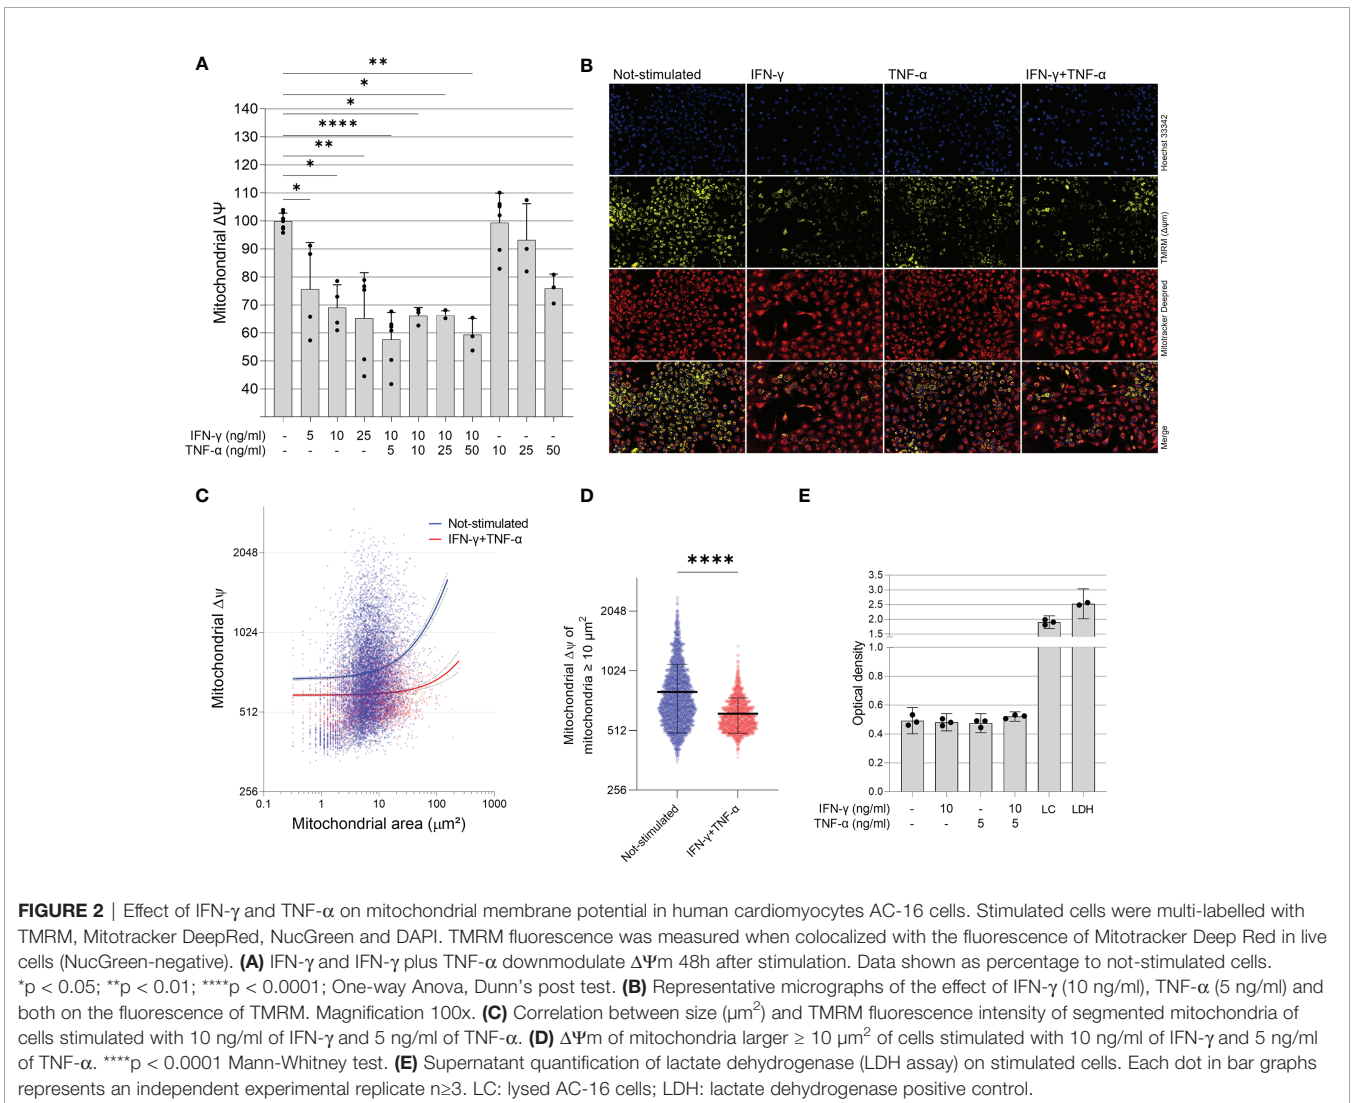 A
**
*
*
****
**
*
*
Mitochondrial ΔΨ
140
130
120
110
100
90
80
70
60
50
40
IFN-γ (ng/ml) - 5 10 25 10 10 10 10 - - -
TNF-α (ng/ml) - - - - 5 10 25 50 10 25 50
B
Not-stimulated IFN-γ TNF-α IFN-γ+TNF-α
Hoechst 33342
TMRM (Δψm)
Mitotracker Deepred
Merge
C
Not-stimulated
IFN-γ+TNF-α
Mitochondrial Δψ
2048
1024
512
256
0.1 1 10 100 1000
Mitochondrial area (μm²)
D
****
Mitochondrial Δψ of
mitochondria ≥ 10 μm²
2048
1024
512
256
Not-stimulated
IFN-γ+TNF-α
E
Optical density
3.5
3.0
2.5
2.0
1.5
1.0
0.8
0.6
0.4
0.2
0.0
IFN-γ (ng/ml) - 10 - 10 LC LDH
TNF-α (ng/ml) - - 5 5
FIGURE 2 | Effect of IFN-γ and TNF-α on mitochondrial membrane potential in human cardiomyocytes AC-16 cells. Stimulated cells were multi-labelled with
TMRM, Mitotracker DeepRed, NucGreen and DAPI. TMRM fluorescence was measured when colocalized with the fluorescence of Mitotracker Deep Red in live
cells (NucGreen-negative). (A) IFN-γ and IFN-γ plus TNF-α downmodulate ΔΨm 48h after stimulation. Data shown as percentage to not-stimulated cells.
*p < 0.05; **p < 0.01; ****p < 0.0001; One-way Anova, Dunn’s post test. (B) Representative micrographs of the effect of IFN-γ (10 ng/ml), TNF-α (5 ng/ml) and
both on the fluorescence of TMRM. Magnification 100x. (C) Correlation between size (μm²) and TMRM fluorescence intensity of segmented mitochondria of
cells stimulated with 10 ng/ml of IFN-γ and 5 ng/ml of TNF-α. (D) ΔΨm of mitochondria larger ≥ 10 μm² of cells stimulated with 10 ng/ml of IFN-γ and 5 ng/ml
of TNF-α. ****p < 0.0001 Mann-Whitney test. (E) Supernatant quantification of lactate dehydrogenase (LDH assay) on stimulated cells. Each dot in bar graphs
represents an independent experimental replicate n≥3. LC: lysed AC-16 cells; LDH: lactate dehydrogenase positive control.